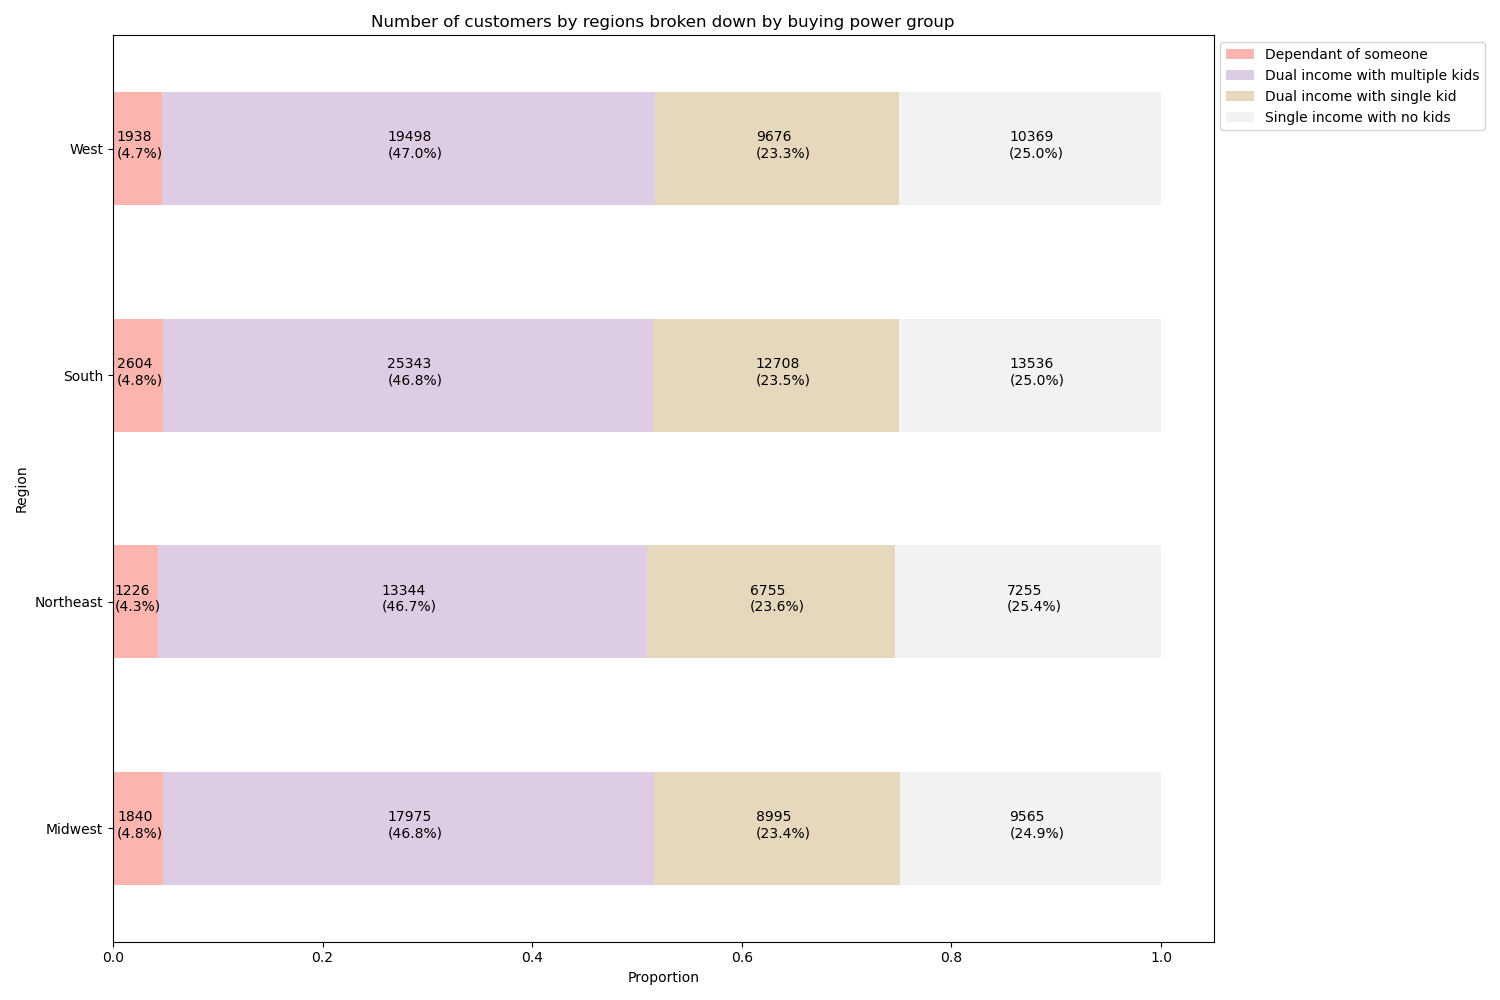 Number of customers by regions broken down by buying power group
Dependant of someone
Dual income with multiple kids
Dual income with single kid
Single income with no kids
West
1938
(4.7%)
19498
(47.0%)
9676
(23.3%)
10369
(25.0%)
South
2604
(4.8%)
25343
(46.8%)
12708
(23.5%)
13536
(25.0%)
Region
Northeast
1226
(4.3%)
13344
(46.7%)
6755
(23.6%)
7255
(25.4%)
Midwest
1840
(4.8%)
17975
(46.8%)
8995
(23.4%)
9565
(24.9%)
0.0 0.2 0.4 0.6 0.8 1.0
Proportion